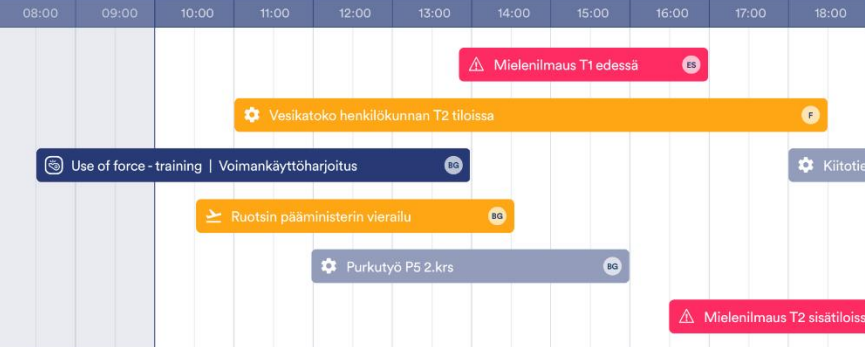 08:00 09:00 10:00 11:00 12:00 13:00 14:00 15:00 16:00 17:00 18:00
Mielenilmaus T1 edessä ES
Vesikatoko henkilökunnan T2 tiloissa F
Use of force - training | Voimankäyttöharjoitus BG
Kiitotie
Ruotsin pääministerin vierailu BG
Purkutyö P5 2.krs BG
Mielenilmaus T2 sisätiloiss